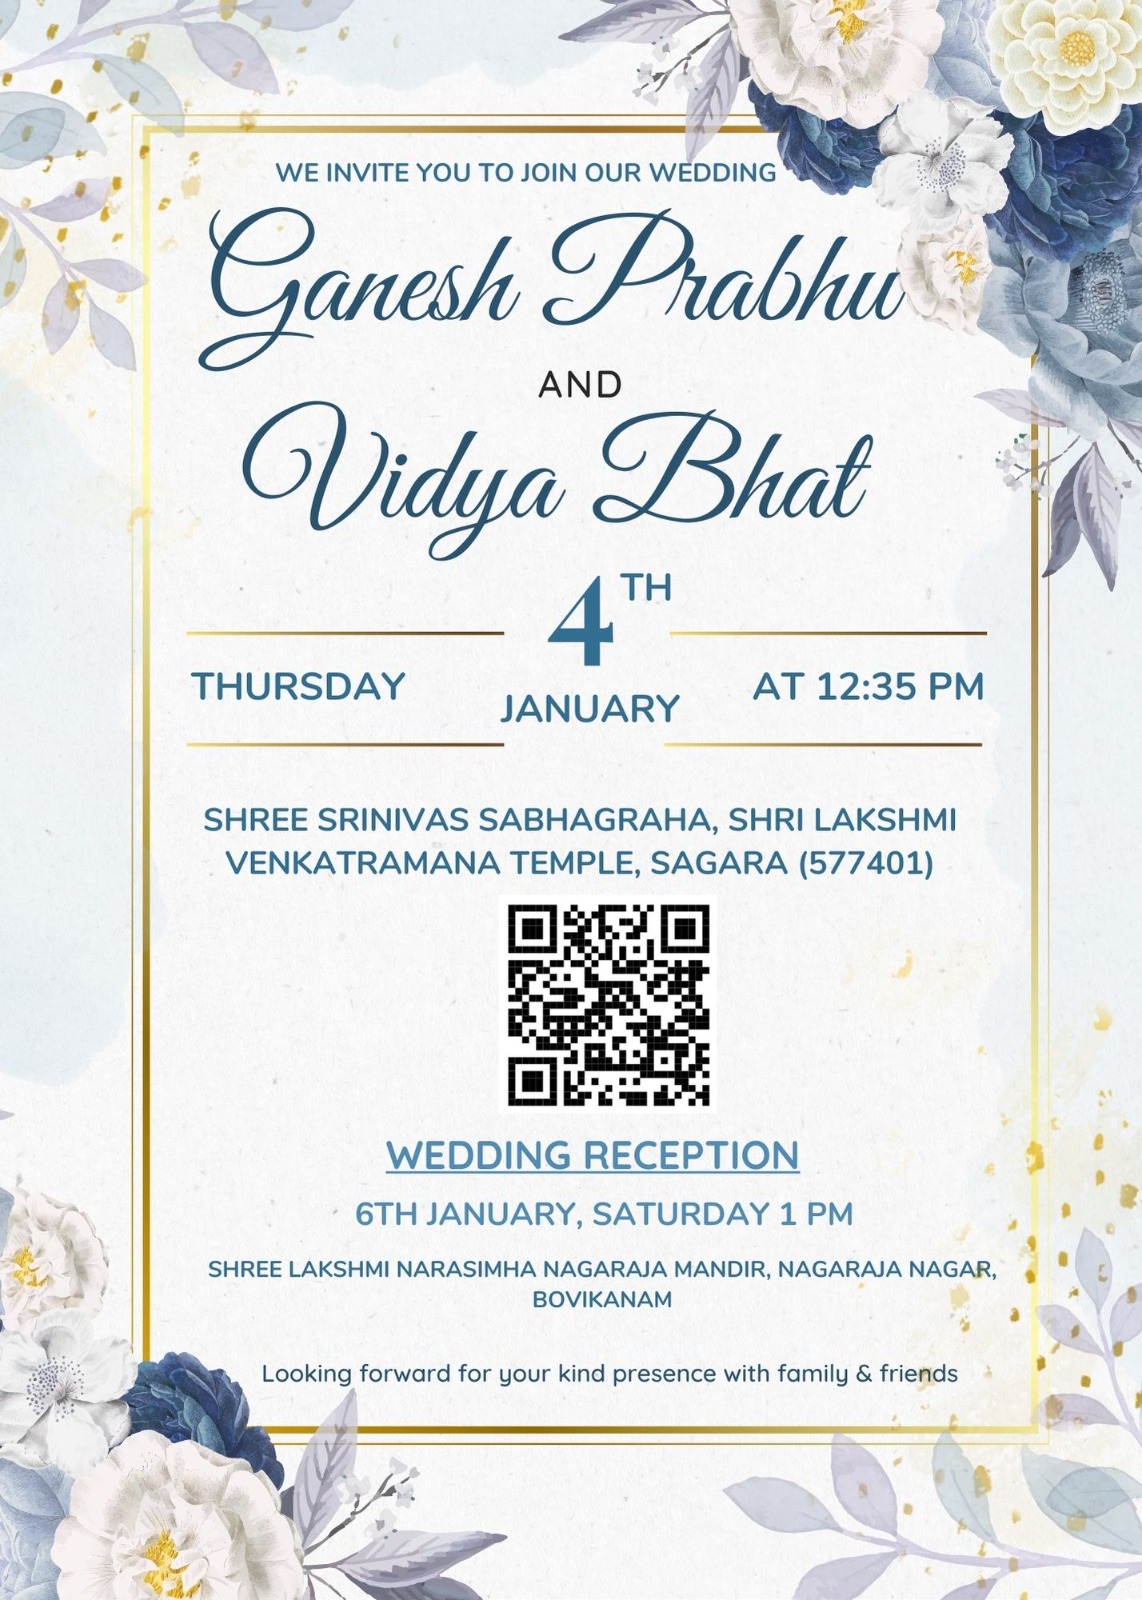 WE INVITE YOU TO JOIN OUR WEDDING
Ganesh Prabhu
AND
Vidya Bhat
4TH
THURSDAY
JANUARY
AT 12:35 PM
SHREE SRINIVAS SABHAGRAHA, SHRI LAKSHMI
VENKATRAMANA TEMPLE, SAGARA (577401)
WEDDING RECEPTION
6TH JANUARY, SATURDAY 1 PM
SHREE LAKSHMI NARASIMHA NAGARAJA MANDIR, NAGARAJA NAGAR,
BOVIKANAM
Looking forward for your kind presence with family & friends